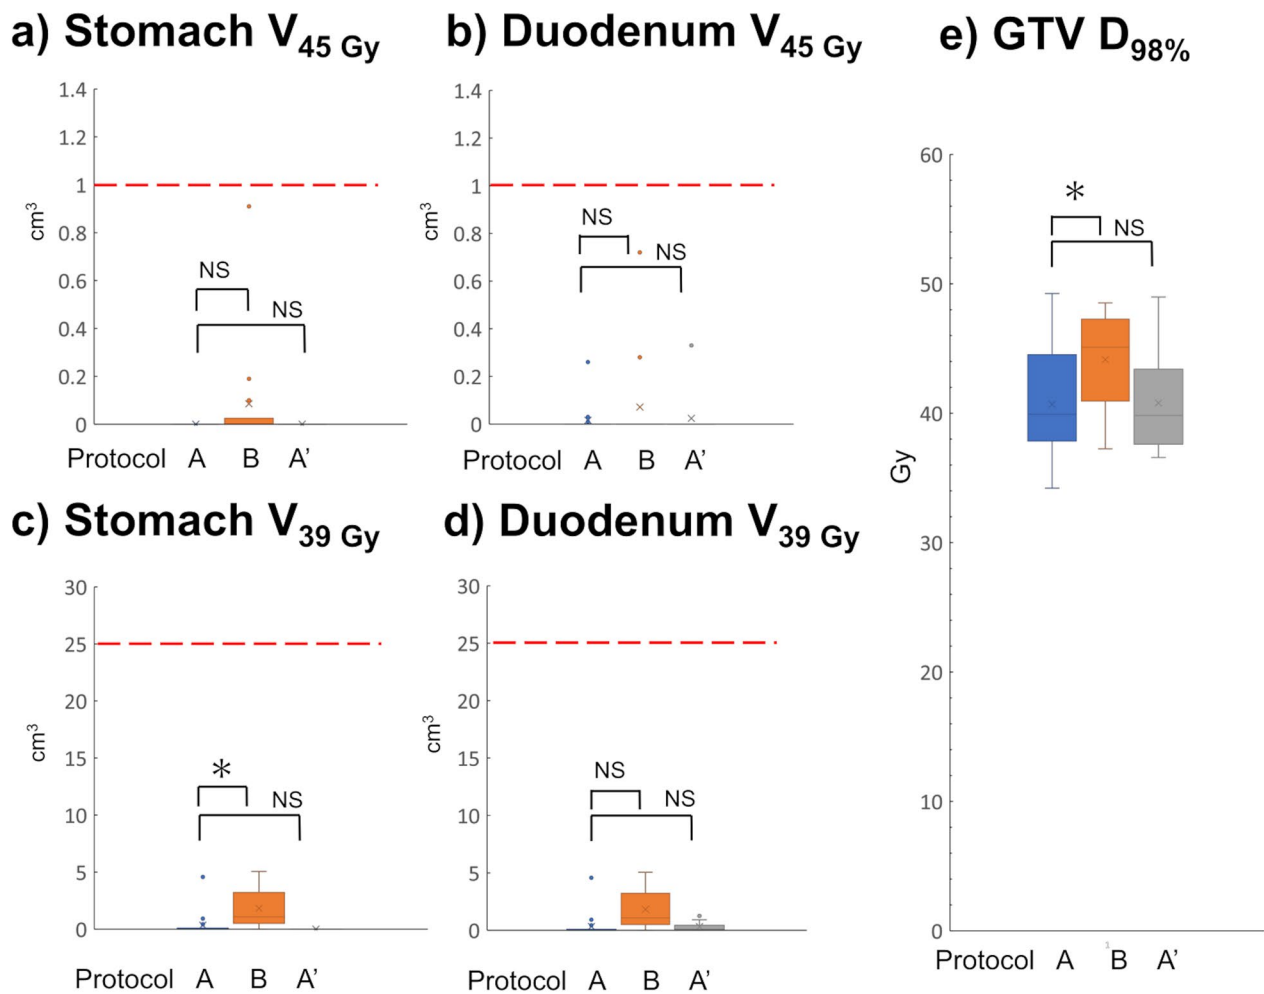 a) Stomach V45 Gy
1.4
1.2
1
0.8
0.6
0.4
0.2
0
cm³
NS
NS
Protocol A B A’
b) Duodenum V45 Gy
1.4
1.2
1
0.8
0.6
0.4
0.2
0
cm³
NS
NS
Protocol A B A’
c) Stomach V39 Gy
30
25
20
15
10
5
0
cm³
*
NS
Protocol A B A’
d) Duodenum V39 Gy
30
25
20
15
10
5
0
cm³
NS
NS
Protocol A B A’
e) GTV D98%
60
50
40
30
20
10
0
Gy
*
NS
1
Protocol A B A’